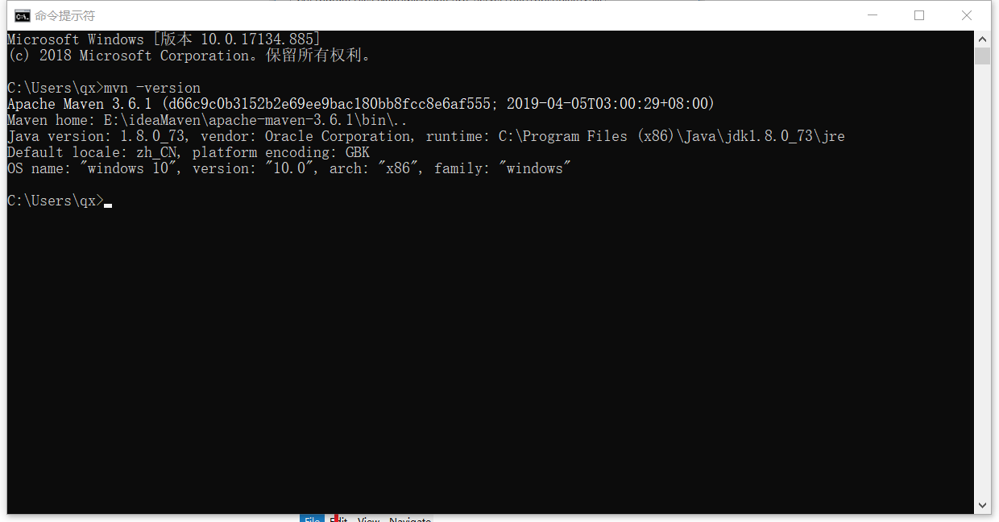 命令提示符
Microsoft Windows [版本 10.0.17134.885]
(c) 2018 Microsoft Corporation。保留所有权利。
C:\Users\qx>mvn -version
Apache Maven 3.6.1 (d66c9c0b3152b2e69ee9bac180bb8fcc8e6af555; 2019-04-05T03:00:29+08:00)
Maven home: E:\ideaMaven\apache-maven-3.6.1\bin\..
Java version: 1.8.0_73, vendor: Oracle Corporation, runtime: C:\Program Files (x86)\Java\jdk1.8.0_73\jre
Default locale: zh_CN, platform encoding: GBK
OS name: "windows 10", version: "10.0", arch: "x86", family: "windows"
C:\Users\qx>
File Edit View Navigate